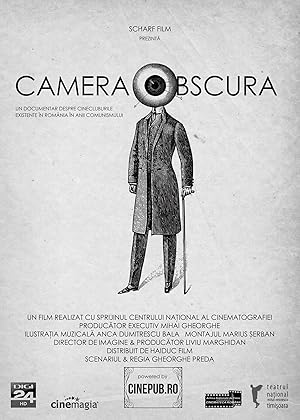 SCHARF FILM
PREZINTĂ
CAMERA OBSCURA
UN DOCUMENTAR DESPRE CINECLUBURILE
EXISTENTE ÎN ROMÂNIA ÎN ANII COMUNISMULUI
UN FILM REALIZAT CU SPRIJINUL CENTRULUI NAȚIONAL AL CINEMATOGRAFIEI
PRODUCĂTOR EXECUTIV MIHAI GHEORGHE
ILUSTRAȚIA MUZICALĂ ANCA DUMITRESCU BALA MONTAJUL MARIUS ȘERBAN
DIRECTOR DE IMAGINE & PRODUCĂTOR LIVIU MARGHIDAN
DISTRIBUIT DE HAIDUC FILM
SCENARIUL & REGIA GHEORGHE PREDA
DIGI
24
HD
cinemagia
powered by
CINEPUB.RO
teatrul
național
timișoara